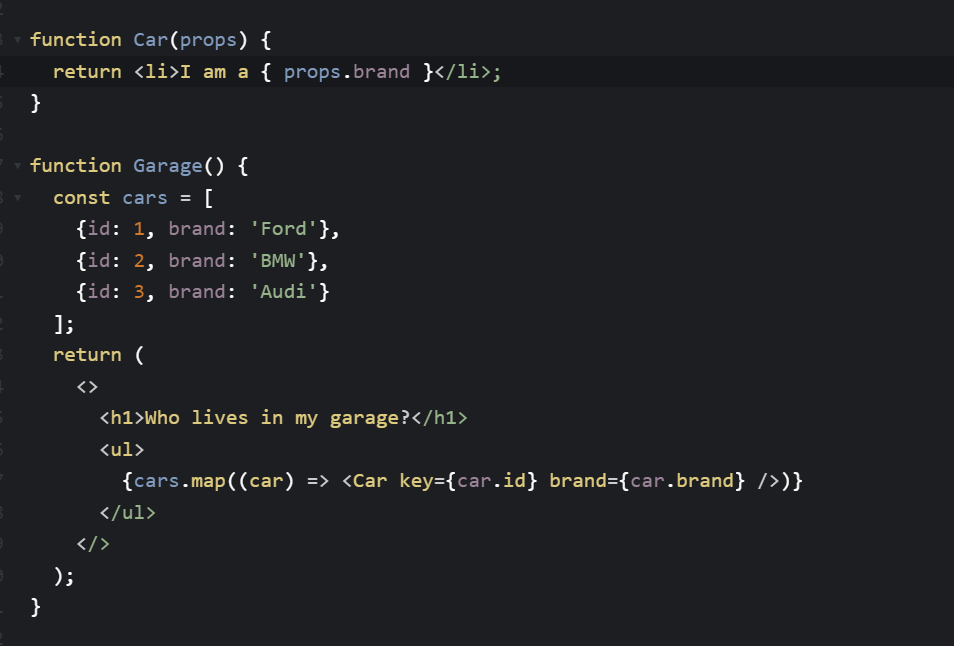 function Car(props) {
  return <li>I am a { props.brand }</li>;
}
function Garage() {
  const cars = [
    {id: 1, brand: 'Ford'},
    {id: 2, brand: 'BMW'},
    {id: 3, brand: 'Audi'}
  ];
  return (
    <>
      <h1>Who lives in my garage?</h1>
      <ul>
        {cars.map((car) => <Car key={car.id} brand={car.brand} />)}
      </ul>
    </>
  );
}